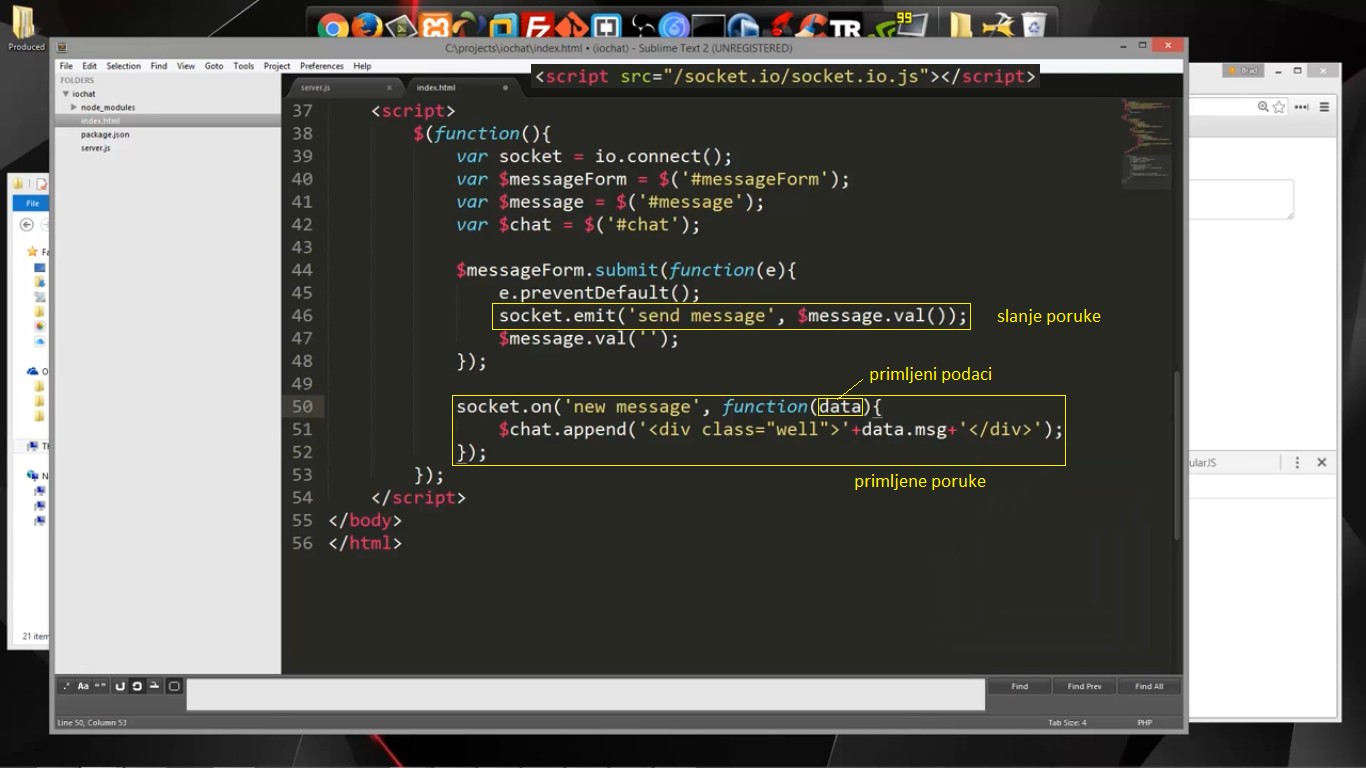 Produced
99
TR
C:\projects\iochat\index.html • (iochat) - Sublime Text 2 (UNREGISTERED)
Brad
File Edit Selection Find View Goto Tools Project Preferences Help
<script src="/socket.io/socket.io.js"></script>
FOLDERS
iochat
node_modules
index.html
package.json
server.js
server.js
index.html
37 <script>
38 $(function(){
39 var socket = io.connect();
40 var $messageForm = $('#messageForm');
41 var $message = $('#message');
42 var $chat = $('#chat');
43
44 $messageForm.submit(function(e){
45 e.preventDefault();
46 socket.emit('send message', $message.val());
slanje poruke
47 $message.val('');
48 });
49
primljeni podaci
50 socket.on('new message', function(data){
51 $chat.append('<div class="well">'+data.msg+'</div>');
52 });
53 });
primljene poruke
54 </script>
55 </body>
56 </html>
File
Fa
O
Th
N
21 item
ularJS
Aa
Find
Find Prev
Find All
Line 50, Column 53
Tab Size: 4
PHP